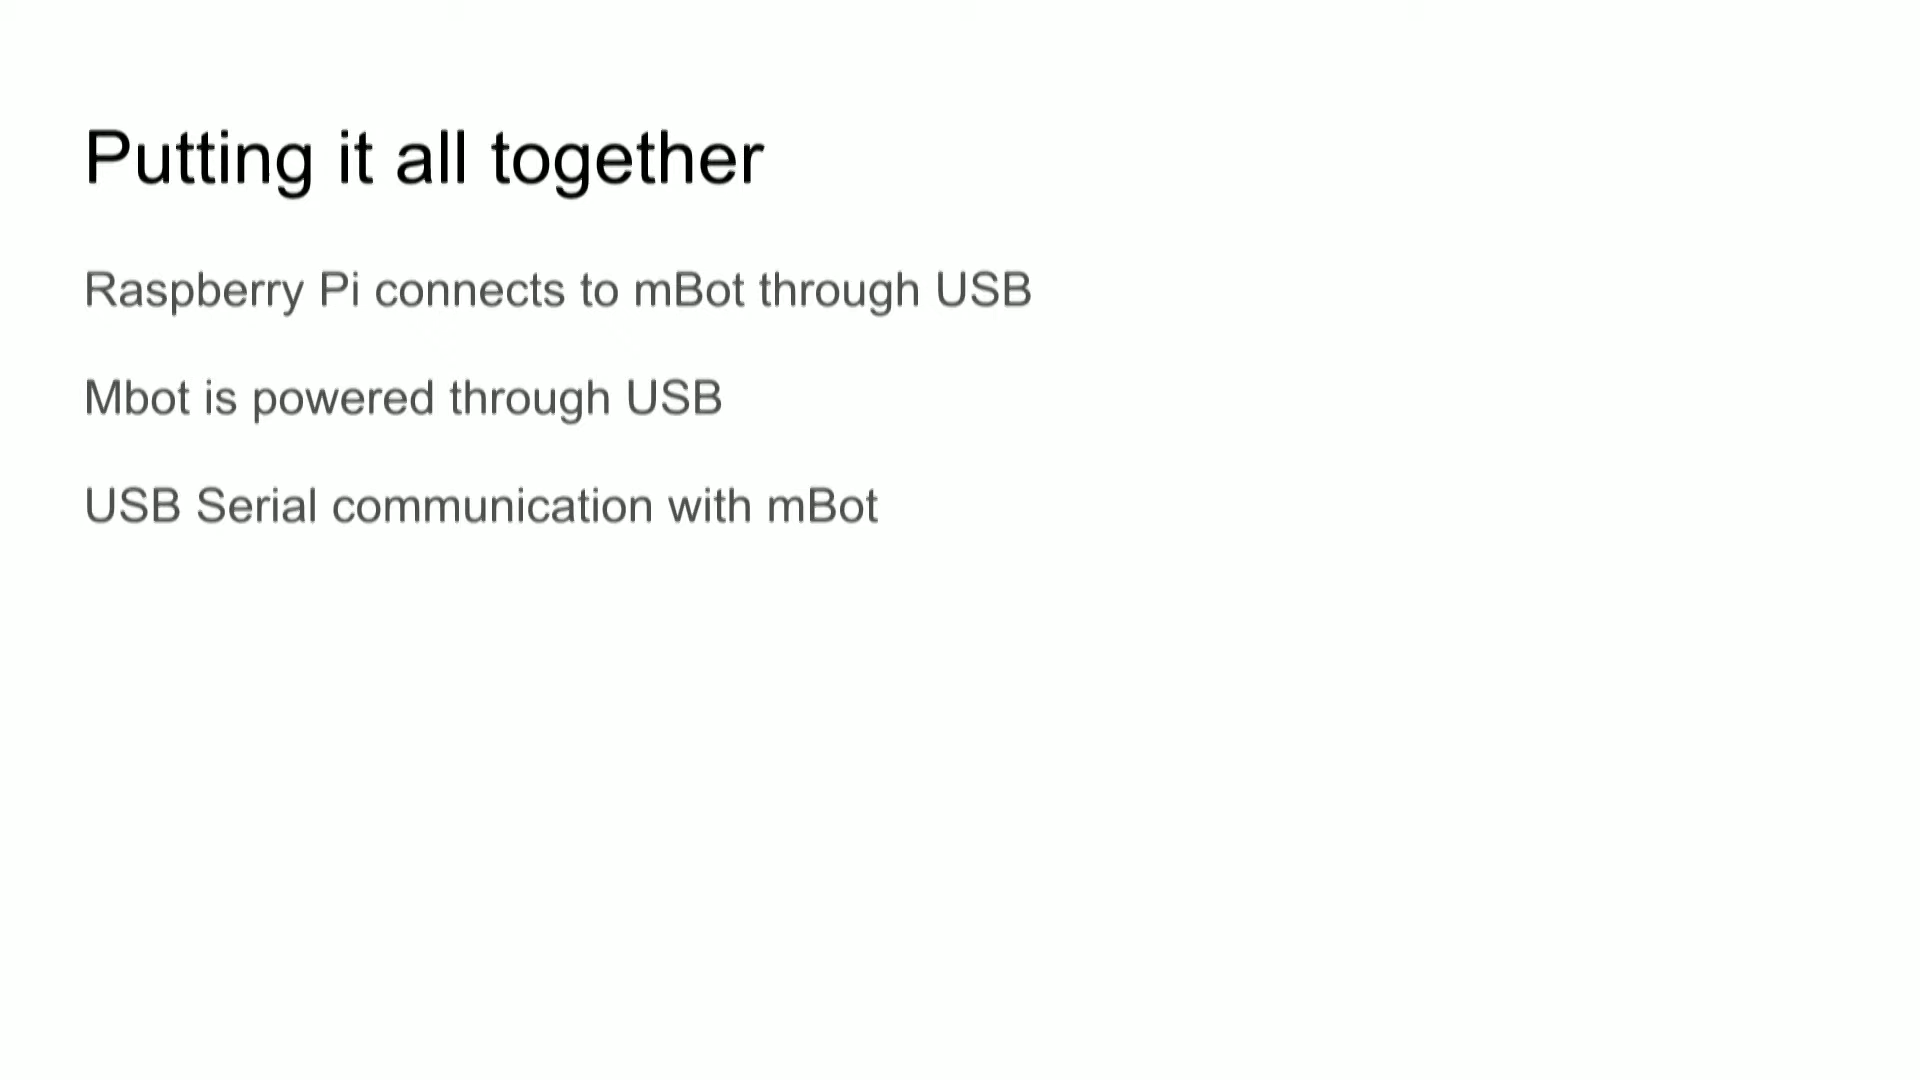 Putting it all together
Raspberry Pi connects to mBot through USB
Mbot is powered through USB
USB Serial communication with mBot